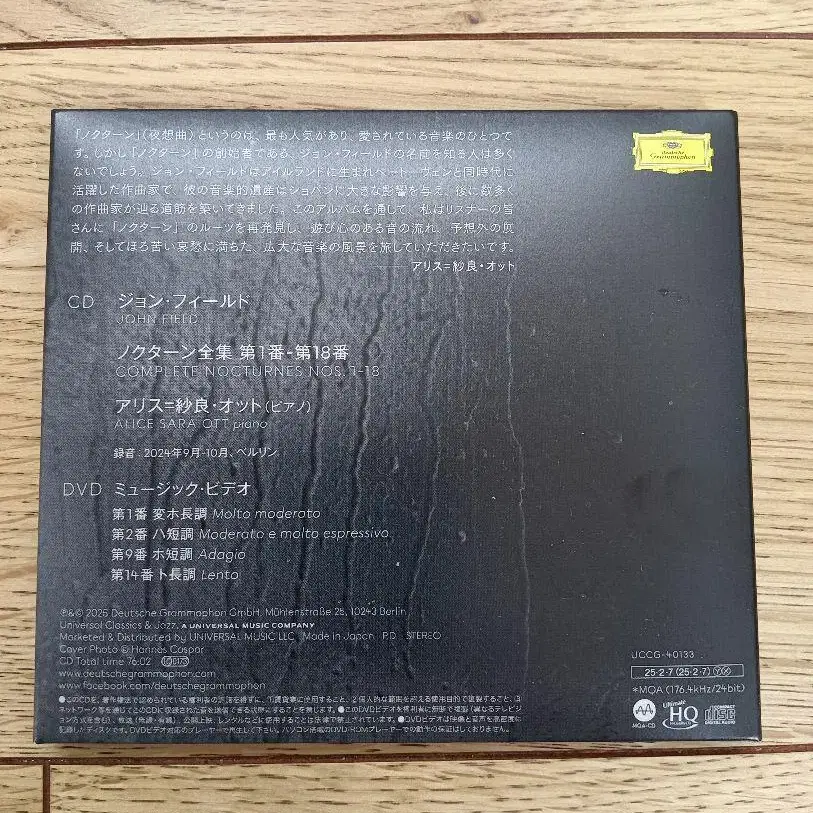 「ノクターン」(夜想曲)というのは、最も人気があり、愛されている音楽のひとつで
す。しかし「ノクターン」の創始者である、ジョン・フィールドの名前を知る人は多く
ないでしょう。ジョン・フィールドはアイルランドに生まれベートーヴェンと同時代に
活躍した作曲家で、彼の音楽的遺産はショパンに大きな影響を与え、後に数多
の作曲家が辿る道筋を築いてきました。このアルバムを通して、私はリスナーの皆
さんに「ノクターン」のルーツを再発見し、遊び心のある音の流れ、予想外の展
開、そしてほろ苦い哀愁に満ちた、広大な音楽の風景を旅していただきたいです。
アリス=紗良・オット
deutsche Grammophon
CD ジョン・フィールド
JOHN FIELD
ノクターン全集 第1番-第18番
COMPLETE NOCTURNES NOS. 1-18
アリス=紗良・オット(ピアノ)
ALICE SARA OTT piano
録音:2024年9月-10月、ベルリン
DVD ミュージック・ビデオ
第1番 変ホ長調 Molto moderato
第2番 ハ短調 Moderato e molto espressivo
第9番 ホ短調 Adagio
第14番 ト長調 Lento
℗&© 2025 Deutsche Grammophon GmbH, Mühlenstraße 25, 10243 Berlin
Universal Classics & Jazz, A UNIVERSAL MUSIC COMPANY
Marketed & Distributed by UNIVERSAL MUSIC LLC Made in Japan P.D. STEREO
Cover Photo © Hannes Caspar
CD Total time 76:02
www.deutschegrammophon.com
www.facebook.com/deutschegrammophon
UCCG-40133
25・2・7 (25・2・7)
*MQA (176.4kHz/24bit)
MQA-CD
Ultimate HQ
COMPACT disc DIGITAL AUDIO